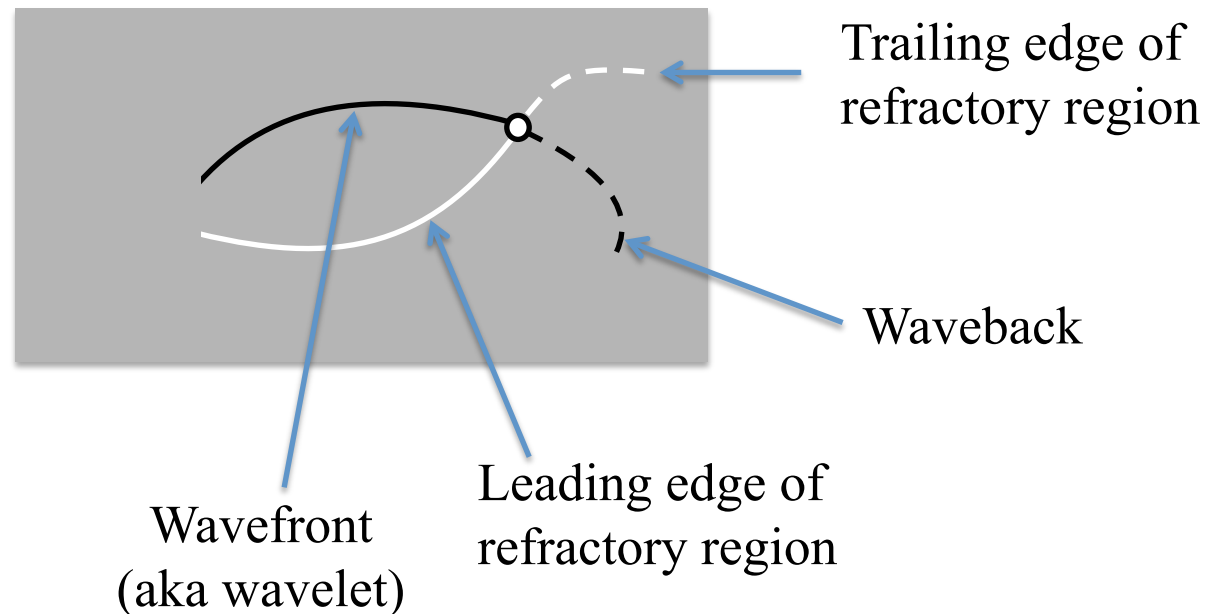 Trailing edge of
refractory region
Waveback
Leading edge of
refractory region
Wavefront
(aka wavelet)